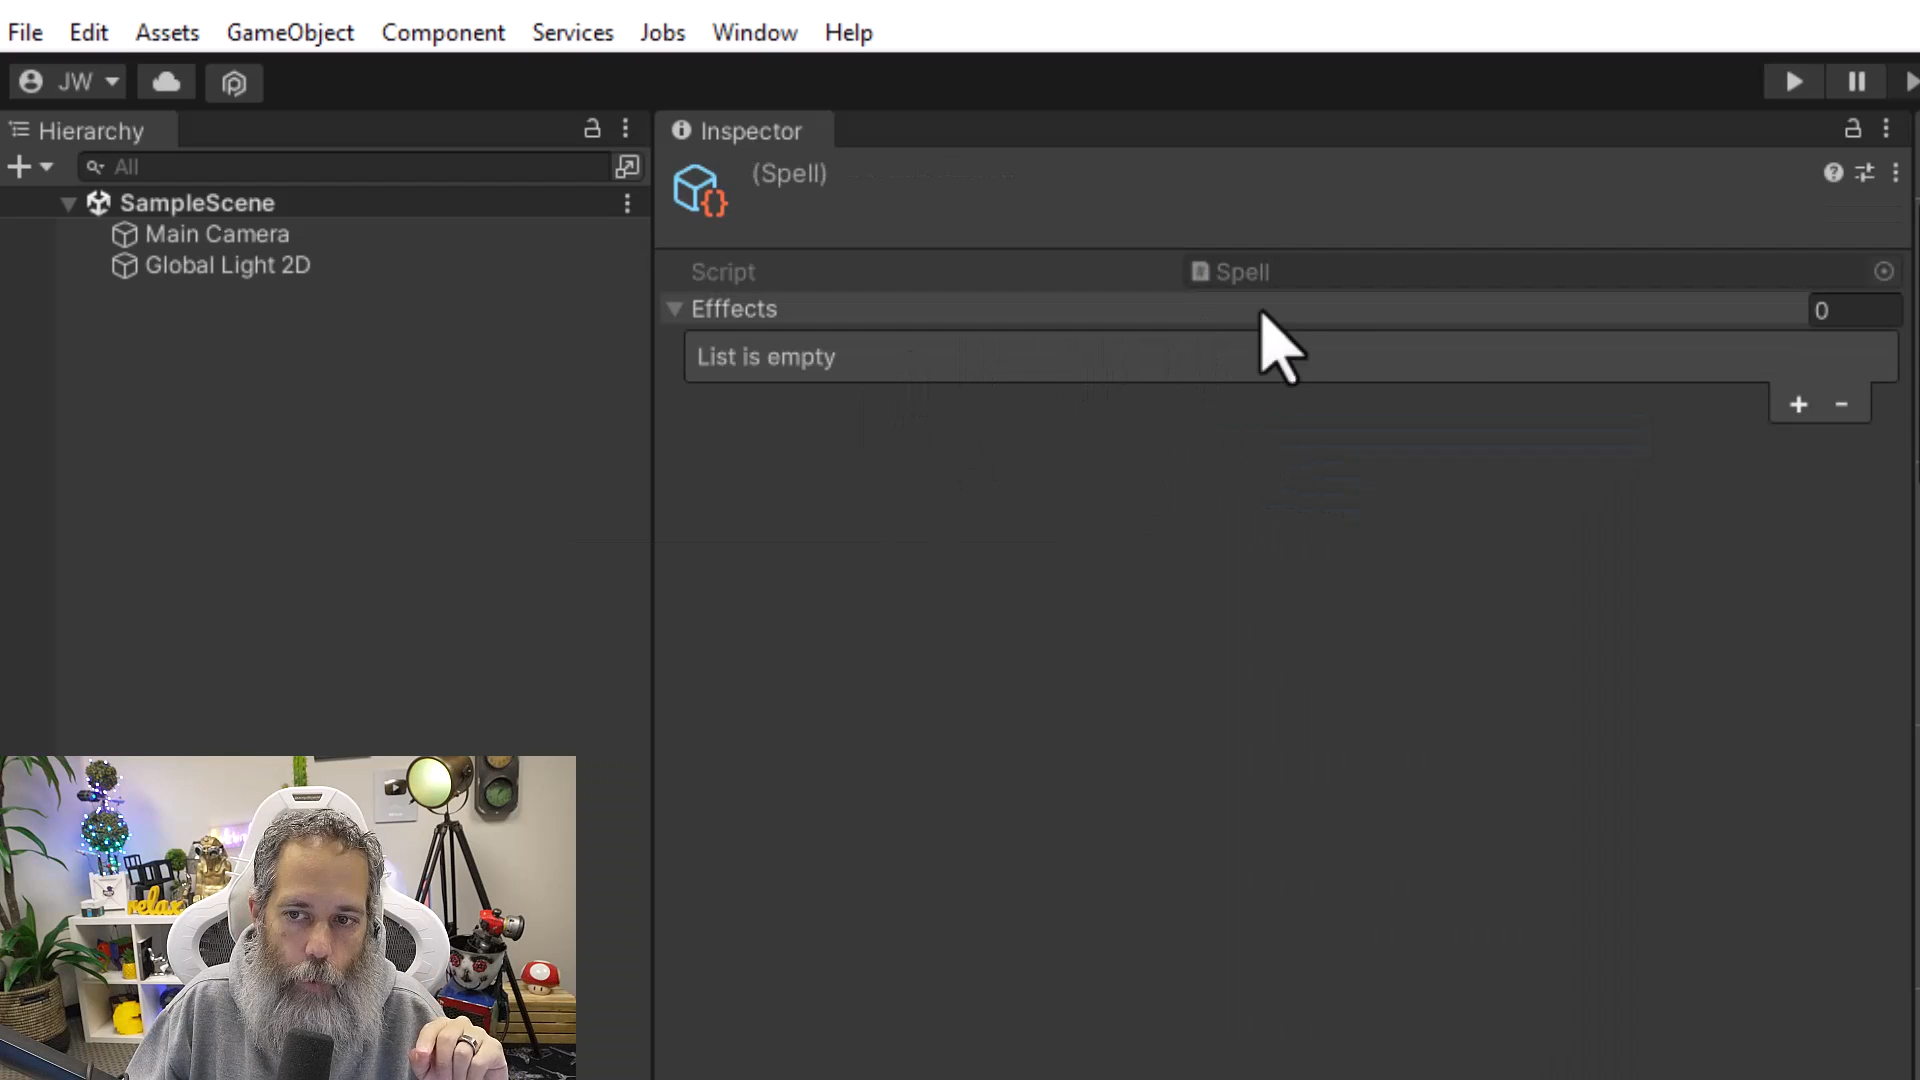 File Edit Assets GameObject Component Services Jobs Window Help
JW
Hierarchy
All
SampleScene
Main Camera
Global Light 2D
Inspector
(Spell)
Script Spell
Efffects 0
List is empty
+ -
relax